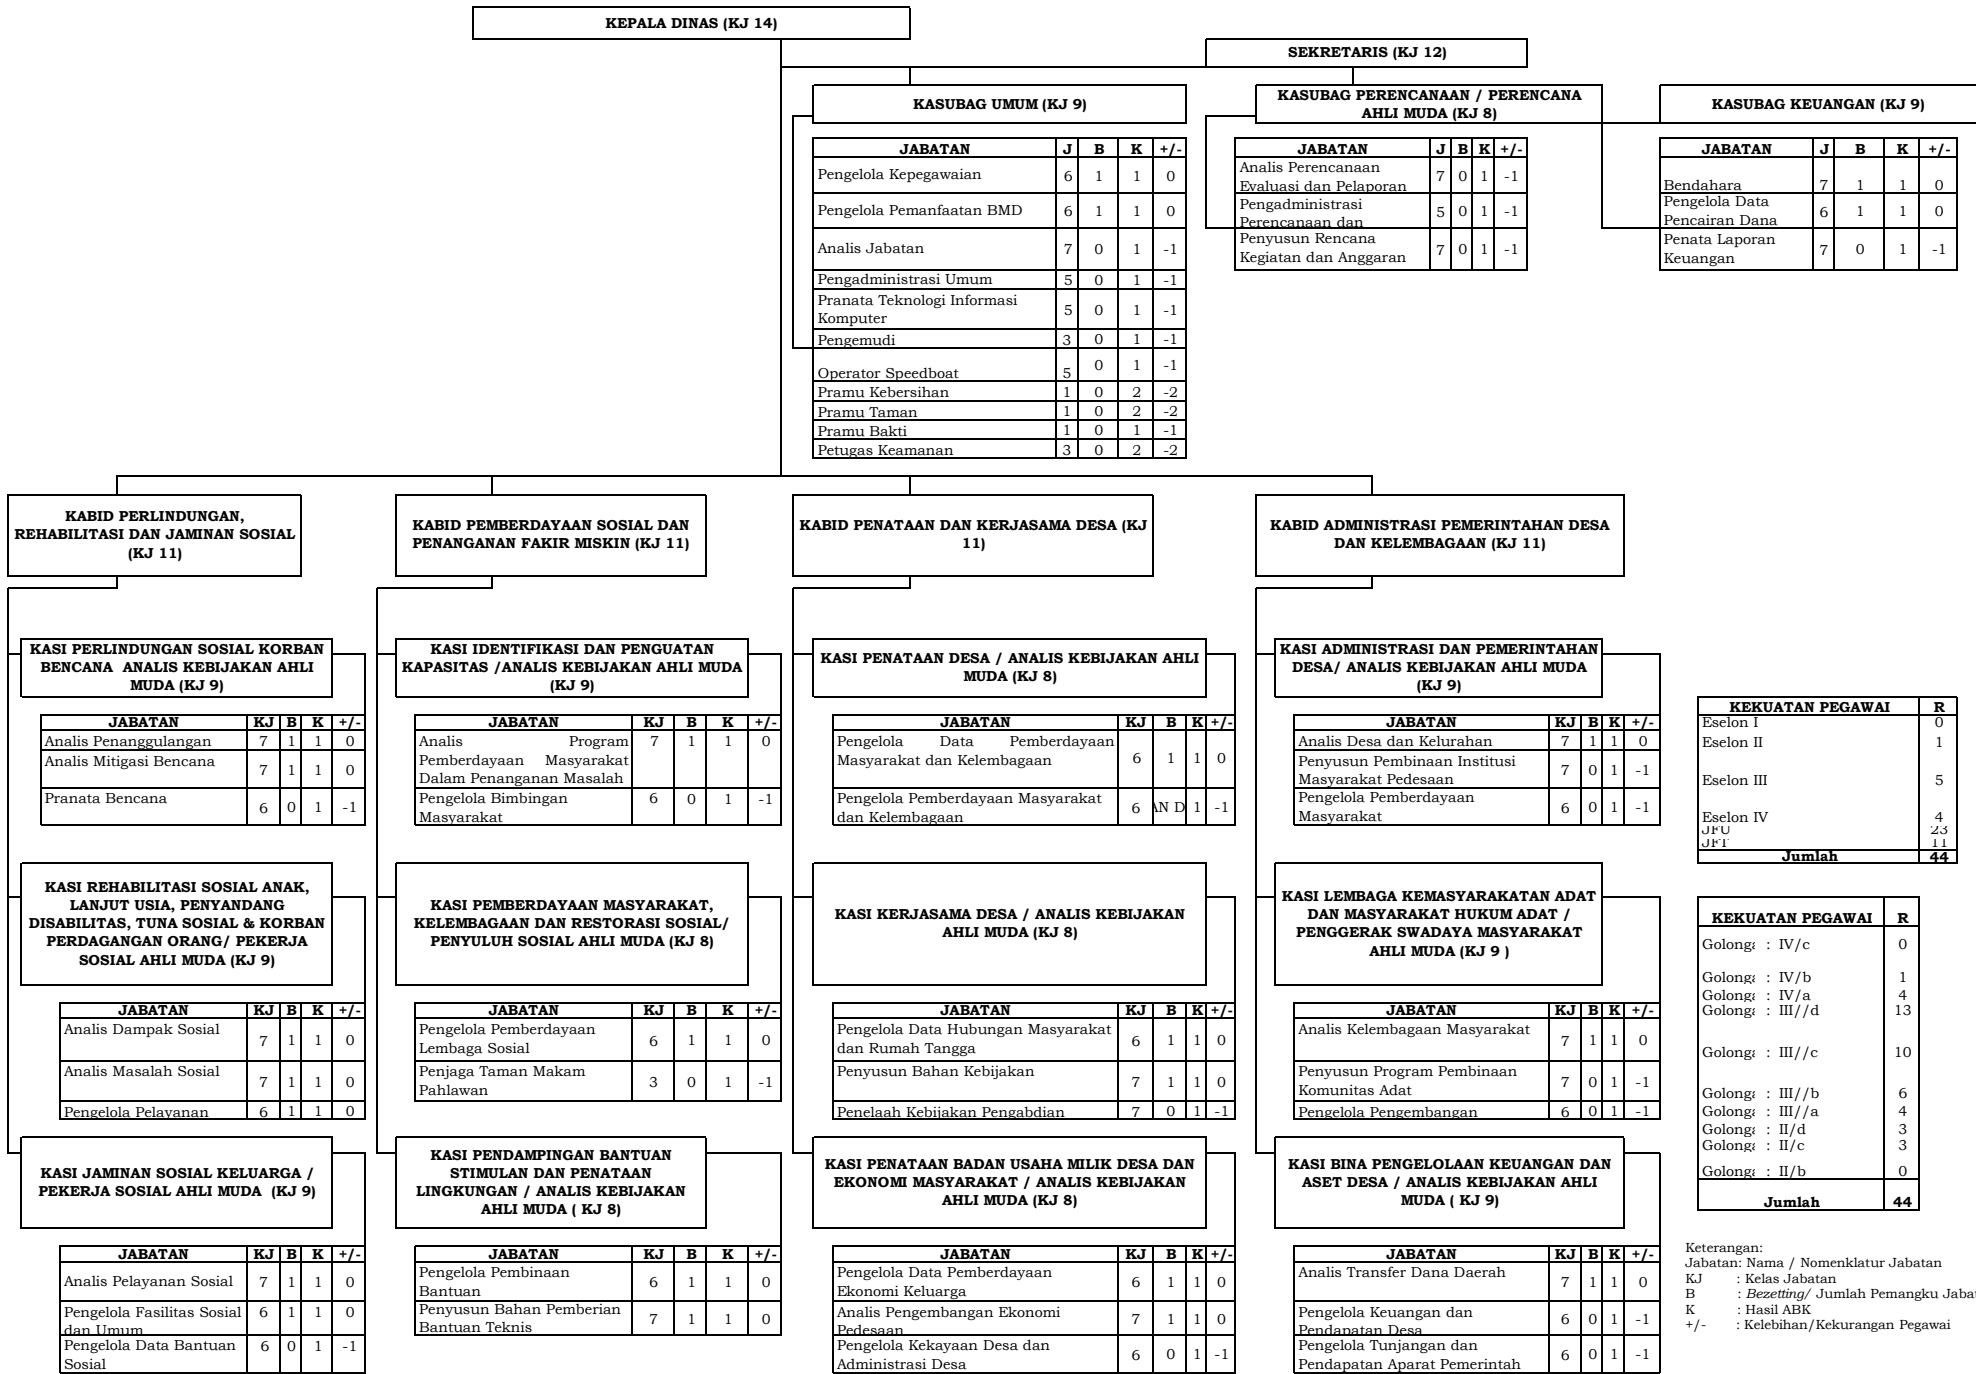 KEPALA DINAS (KJ 14)
SEKRETARIS (KJ 12)
KASUBAG UMUM (KJ 9)
JABATAN J B K +/-
Pengelola Kepegawaian 6 1 1 0
Pengelola Pemanfaatan BMD 6 1 1 0
Analis Jabatan 7 0 1 -1
Pengadministrasi Umum 5 0 1 -1
Pranata Teknologi Informasi
Komputer 5 0 1 -1
Pengemudi 3 0 1 -1
Operator Speedboat 5 0 1 -1
Pramu Kebersihan 1 0 2 -2
Pramu Taman 1 0 2 -2
Pramu Bakti 1 0 1 -1
Petugas Keamanan 3 0 2 -2
KASUBAG PERENCANAAN / PERENCANA
AHLI MUDA (KJ 8)
JABATAN J B K +/-
Analis Perencanaan
Evaluasi dan Pelaporan 7 0 1 -1
Pengadministrasi
Perencanaan dan 5 0 1 -1
Penyusun Rencana
Kegiatan dan Anggaran 7 0 1 -1
KASUBAG KEUANGAN (KJ 9)
JABATAN J B K +/-
Bendahara 7 1 1 0
Pengelola Data
Pencairan Dana 6 1 1 0
Penata Laporan
Keuangan 7 0 1 -1
KABID PERLINDUNGAN,
REHABILITASI DAN JAMINAN SOSIAL
(KJ 11)
KASI PERLINDUNGAN SOSIAL KORBAN
BENCANA ANALIS KEBIJAKAN AHLI
MUDA (KJ 9)
JABATAN KJ B K +/-
Analis Penanggulangan 7 1 1 0
Analis Mitigasi Bencana 7 1 1 0
Pranata Bencana 6 0 1 -1
KASI REHABILITASI SOSIAL ANAK,
LANJUT USIA, PENYANDANG
DISABILITAS, TUNA SOSIAL & KORBAN
PERDAGANGAN ORANG/ PEKERJA
SOSIAL AHLI MUDA (KJ 9)
JABATAN KJ B K +/-
Analis Dampak Sosial 7 1 1 0
Analis Masalah Sosial 7 1 1 0
Pengelola Pelayanan 6 1 1 0
KASI JAMINAN SOSIAL KELUARGA /
PEKERJA SOSIAL AHLI MUDA (KJ 9)
JABATAN KJ B K +/-
Analis Pelayanan Sosial 7 1 1 0
Pengelola Fasilitas Sosial
dan Umum 6 1 1 0
Pengelola Data Bantuan
Sosial 6 0 1 -1
KABID PEMBERDAYAAN SOSIAL DAN
PENANGANAN FAKIR MISKIN (KJ 11)
KASI IDENTIFIKASI DAN PENGUATAN
KAPASITAS /ANALIS KEBIJAKAN AHLI MUDA
(KJ 9)
JABATAN KJ B K +/-
Analis Program 7 1 1 0
Pemberdayaan Masyarakat
Dalam Penanganan Masalah
Pengelola Bimbingan 6 0 1 -1
Masyarakat
KASI PEMBERDAYAAN MASYARAKAT,
KELEMBAGAAN DAN RESTORASI SOSIAL/
PENYULUH SOSIAL AHLI MUDA (KJ 8)
JABATAN KJ B K +/-
Pengelola Pemberdayaan
Lembaga Sosial 6 1 1 0
Penjaga Taman Makam
Pahlawan 3 0 1 -1
KASI PENDAMPINGAN BANTUAN
STIMULAN DAN PENATAAN
LINGKUNGAN / ANALIS KEBIJAKAN
AHLI MUDA ( KJ 8)
JABATAN KJ B K +/-
Pengelola Pembinaan
Bantuan 6 1 1 0
Penyusun Bahan Pemberian
Bantuan Teknis 7 1 1 0
KABID PENATAAN DAN KERJASAMA DESA (KJ
11)
KASI PENATAAN DESA / ANALIS KEBIJAKAN AHLI
MUDA (KJ 8)
JABATAN KJ B K +/-
Pengelola Data Pemberdayaan
Masyarakat dan Kelembagaan 6 1 1 0
Pengelola Pemberdayaan Masyarakat
dan Kelembagaan 6 AN D 1 -1
KASI KERJASAMA DESA / ANALIS KEBIJAKAN
AHLI MUDA (KJ 8)
JABATAN KJ B K +/-
Pengelola Data Hubungan Masyarakat
dan Rumah Tangga 6 1 1 0
Penyusun Bahan Kebijakan 7 1 1 0
Penelaah Kebijakan Pengabdian 7 0 1 -1
KASI PENATAAN BADAN USAHA MILIK DESA DAN
EKONOMI MASYARAKAT / ANALIS KEBIJAKAN
AHLI MUDA (KJ 8)
JABATAN KJ B K +/-
Pengelola Data Pemberdayaan
Ekonomi Keluarga 6 1 1 0
Analis Pengembangan Ekonomi
Pedesaan 7 1 1 0
Pengelola Kekayaan Desa dan
Administrasi Desa 6 0 1 -1
KABID ADMINISTRASI PEMERINTAHAN DESA
DAN KELEMBAGAAN (KJ 11)
KASI ADMINISTRASI DAN PEMERINTAHAN
DESA/ ANALIS KEBIJAKAN AHLI MUDA
(KJ 9)
JABATAN KJ B K +/-
Analis Desa dan Kelurahan 7 1 1 0
Penyusun Pembinaan Institusi
Masyarakat Pedesaan 7 0 1 -1
Pengelola Pemberdayaan
Masyarakat 6 0 1 -1
KASI LEMBAGA KEMASYARAKATAN ADAT
DAN MASYARAKAT HUKUM ADAT /
PENGGERAK SWADAYA MASYARAKAT
AHLI MUDA (KJ 9 )
JABATAN KJ B K +/-
Analis Kelembagaan Masyarakat 7 1 1 0
Penyusun Program Pembinaan
Komunitas Adat 7 0 1 -1
Pengelola Pengembangan 6 0 1 -1
KASI BINA PENGELOLAAN KEUANGAN DAN
ASET DESA / ANALIS KEBIJAKAN AHLI
MUDA ( KJ 9)
JABATAN KJ B K +/-
Analis Transfer Dana Daerah 7 1 1 0
Pengelola Keuangan dan
Pendapatan Desa 6 0 1 -1
Pengelola Tunjangan dan
Pendapatan Aparat Pemerintah 6 0 1 -1
KEKUATAN PEGAWAI R
Eselon I 0
Eselon II 1
Eselon III 5
Eselon IV 4
JFU 23
JFT 11
Jumlah 44
KEKUATAN PEGAWAI R
Golonga : IV/c 0
Golonga : IV/b 1
Golonga : IV/a 4
Golonga : III//d 13
Golonga : III//c 10
Golonga : III//b 6
Golonga : III//a 4
Golonga : II/d 3
Golonga : II/c 3
Golonga : II/b 0
Jumlah 44
Keterangan:
Jabatan: Nama / Nomenklatur Jabatan
KJ : Kelas Jabatan
B : Bezetting/ Jumlah Pemangku Jaba
K : Hasil ABK
+/- : Kelebihan/Kekurangan Pegawai